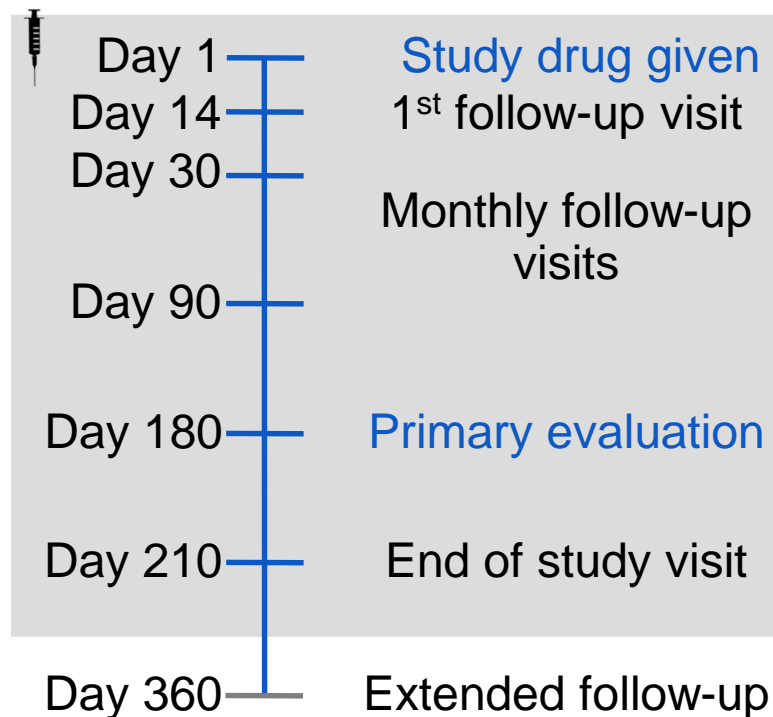 Day 1 Study drug given
Day 14 1st follow-up visit
Day 30
Monthly follow-up
visits
Day 90
Day 180 Primary evaluation
Day 210 End of study visit
Day 360 Extended follow-up